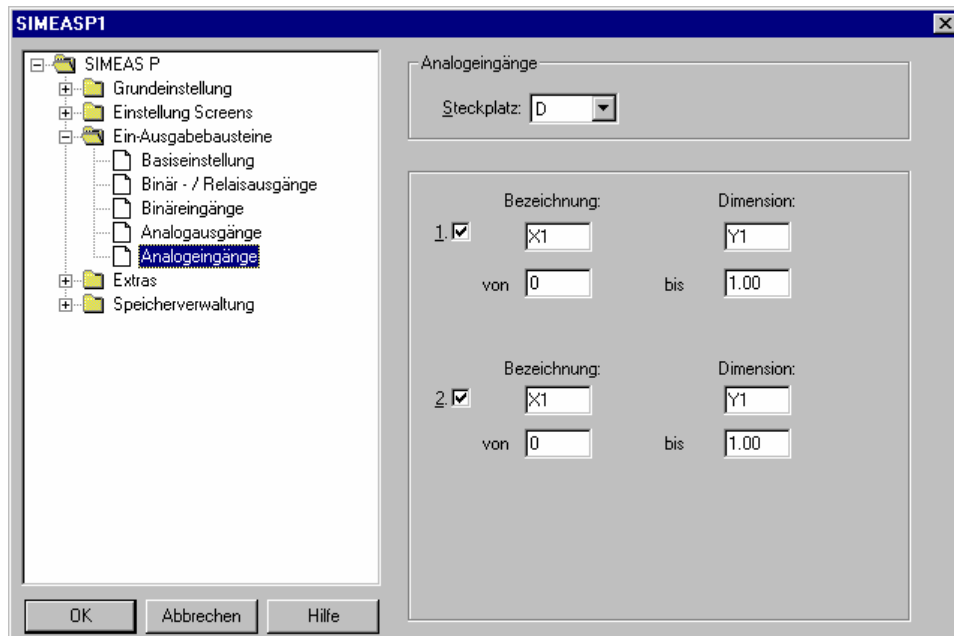 SIMEASP1
SIMEAS P
Grundeinstellung
Einstellung Screens
Ein-Ausgabebausteine
Basiseinstellung
Binär - / Relaisausgänge
Binäreingänge
Analogausgänge
Analogeingänge
Extras
Speicherverwaltung
OK Abbrechen Hilfe
Analogeingänge
Steckplatz: D
Bezeichnung: Dimension:
1. X1 Y1
von 0 bis 1.00
Bezeichnung: Dimension:
2. X1 Y1
von 0 bis 1.00